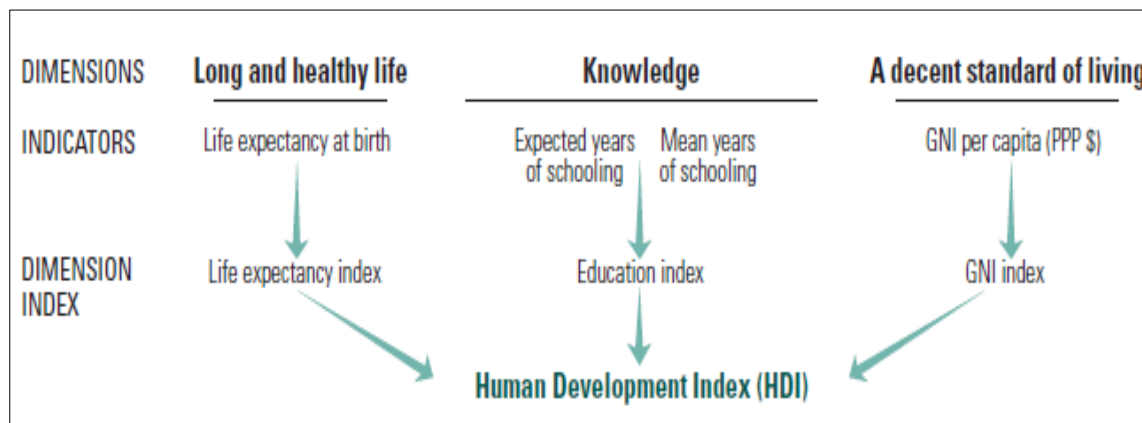 DIMENSIONS Long and healthy life Knowledge A decent standard of living
INDICATORS Life expectancy at birth Expected years of schooling Mean years of schooling GNI per capita (PPP $)
DIMENSION INDEX Life expectancy index Education index GNI index
Human Development Index (HDI)